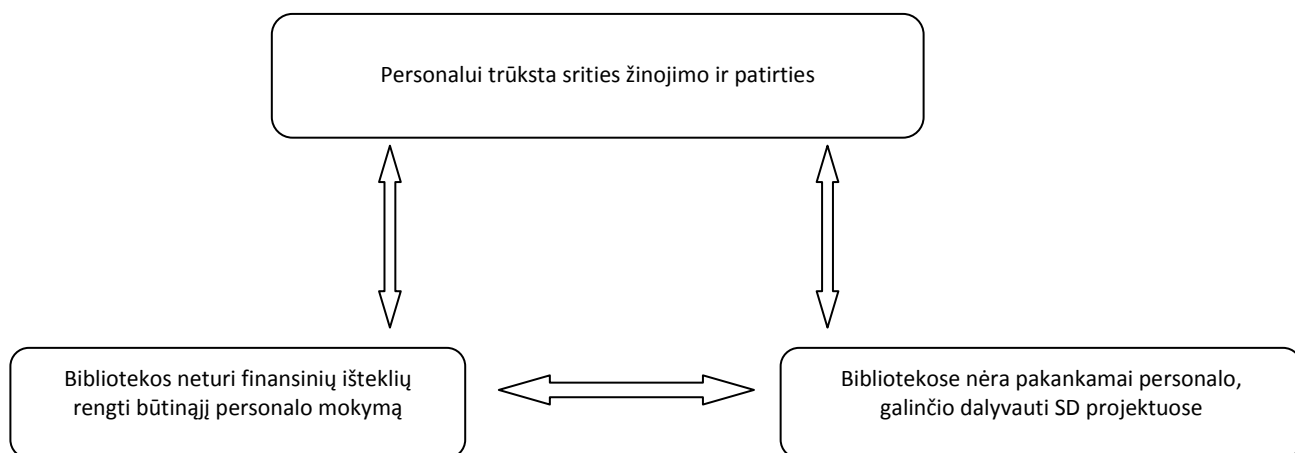 Personalui trūksta srities žinojimo ir patirties
Bibliotekos neturi finansinių išteklių
rengti būtinąjį personalo mokymą
Bibliotekose nėra pakankamai personalo,
galinčio dalyvauti SD projektuose